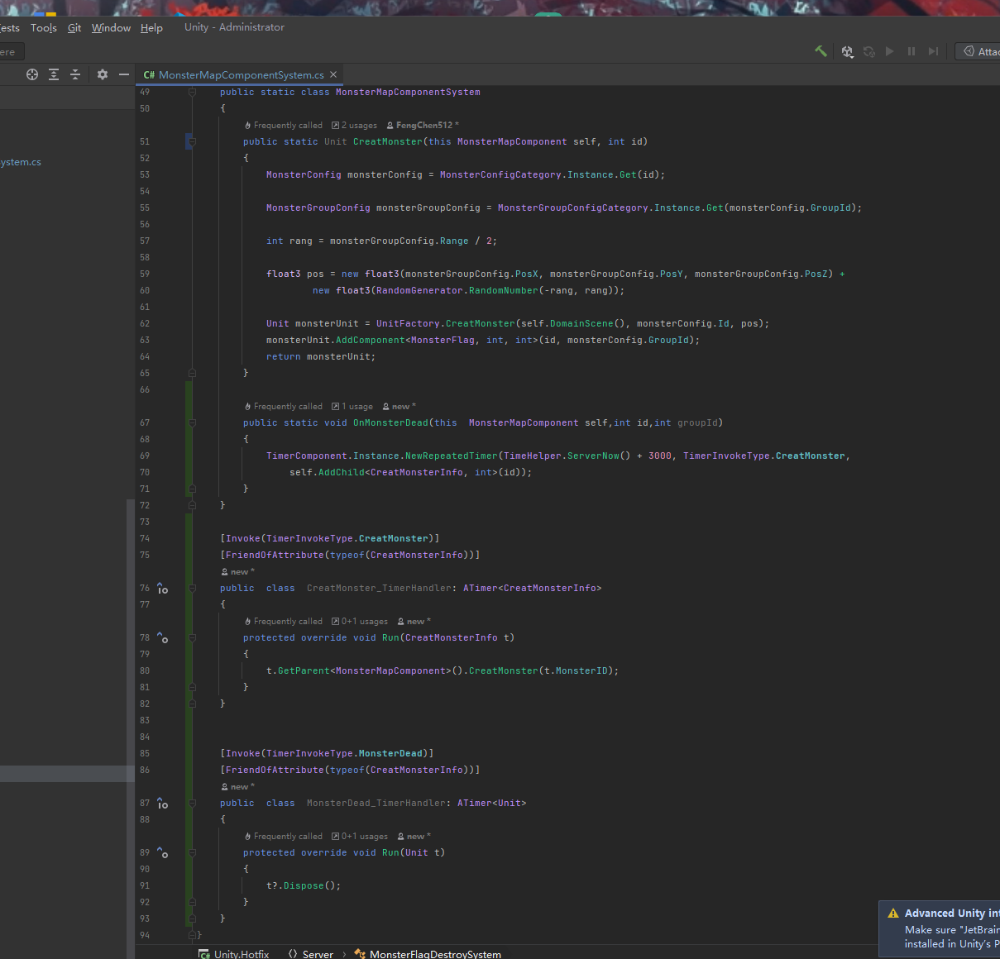 ests Tools Git Window Help Unity - Administrator
ere
Attac
C# MonsterMapComponentSystem.cs
ystem.cs
49 public static class MonsterMapComponentSystem
50 {
Frequently called 2 usages FengChen512 *
51 public static Unit CreatMonster(this MonsterMapComponent self, int id)
52 {
53 MonsterConfig monsterConfig = MonsterConfigCategory.Instance.Get(id);
54
55 MonsterGroupConfig monsterGroupConfig = MonsterGroupConfigCategory.Instance.Get(monsterConfig.GroupId);
56
57 int rang = monsterGroupConfig.Range / 2;
58
59 float3 pos = new float3(monsterGroupConfig.PosX, monsterGroupConfig.PosY, monsterGroupConfig.PosZ) +
60 new float3(RandomGenerator.RandomNumber(-rang, rang));
61
62 Unit monsterUnit = UnitFactory.CreatMonster(self.DomainScene(), monsterConfig.Id, pos);
63 monsterUnit.AddComponent<MonsterFlag, int, int>(id, monsterConfig.GroupId);
64 return monsterUnit;
65 }
66
Frequently called 1 usage new *
67 public static void OnMonsterDead(this MonsterMapComponent self,int id,int groupId)
68 {
69 TimerComponent.Instance.NewRepeatedTimer(TimeHelper.ServerNow() + 3000, TimerInvokeType.CreatMonster,
70 self.AddChild<CreatMonsterInfo, int>(id));
71 }
72 }
73
74 [Invoke(TimerInvokeType.CreatMonster)]
75 [FriendOfAttribute(typeof(CreatMonsterInfo))]
new *
76 public class CreatMonster_TimerHandler: ATimer<CreatMonsterInfo>
77 {
Frequently called 0+1 usages new *
78 protected override void Run(CreatMonsterInfo t)
79 {
80 t.GetParent<MonsterMapComponent>().CreatMonster(t.MonsterID);
81 }
82 }
83
84
85 [Invoke(TimerInvokeType.MonsterDead)]
86 [FriendOfAttribute(typeof(CreatMonsterInfo))]
new *
87 public class MonsterDead_TimerHandler: ATimer<Unit>
88 {
Frequently called 0+1 usages new *
89 protected override void Run(Unit t)
90 {
91 t?.Dispose();
92 }
93 }
94 }
Advanced Unity int
Make sure "JetBrain
installed in Unity's P
C# Unity.Hotfix Server MonsterFlagDestroySystem